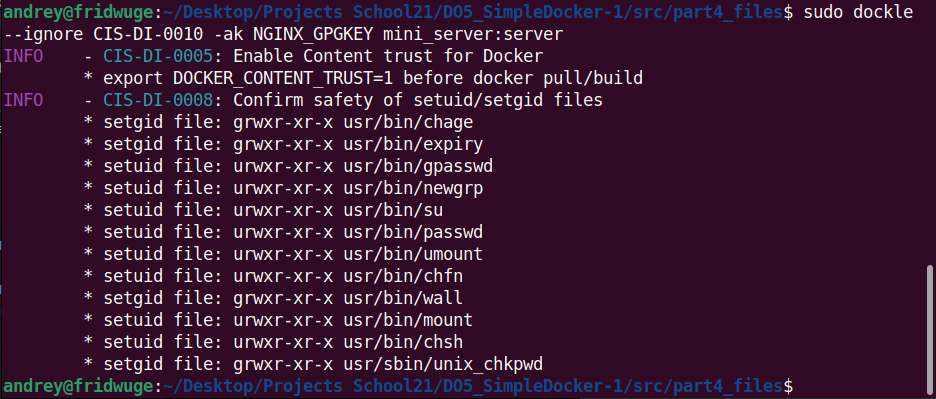 andrey@fridwuge:~/Desktop/Projects School21/DO5_SimpleDocker-1/src/part4_files$ sudo dockle
--ignore CIS-DI-0010 -ak NGINX_GPGKEY mini_server:server
INFO    - CIS-DI-0005: Enable Content trust for Docker
        * export DOCKER_CONTENT_TRUST=1 before docker pull/build
INFO    - CIS-DI-0008: Confirm safety of setuid/setgid files
        * setgid file: grwxr-xr-x usr/bin/chage
        * setgid file: grwxr-xr-x usr/bin/expiry
        * setuid file: urwxr-xr-x usr/bin/gpasswd
        * setuid file: urwxr-xr-x usr/bin/newgrp
        * setuid file: urwxr-xr-x usr/bin/su
        * setuid file: urwxr-xr-x usr/bin/passwd
        * setuid file: urwxr-xr-x usr/bin/umount
        * setuid file: urwxr-xr-x usr/bin/chfn
        * setgid file: grwxr-xr-x usr/bin/wall
        * setuid file: urwxr-xr-x usr/bin/mount
        * setuid file: urwxr-xr-x usr/bin/chsh
        * setgid file: grwxr-xr-x usr/sbin/unix_chkpwd
andrey@fridwuge:~/Desktop/Projects School21/DO5_SimpleDocker-1/src/part4_files$